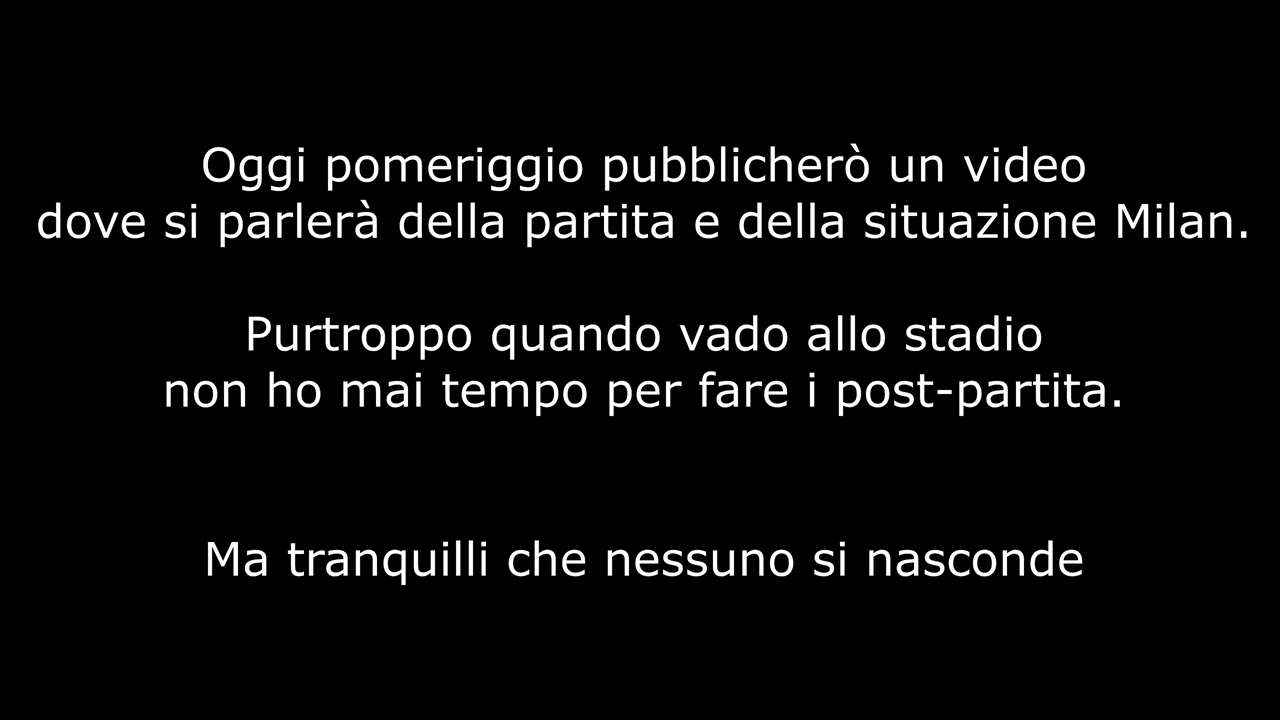 Oggi pomeriggio pubblicherò un video
dove si parlerà della partita e della situazione Milan.
Purtroppo quando vado allo stadio
non ho mai tempo per fare i post-partita.
Ma tranquilli che nessuno si nasconde